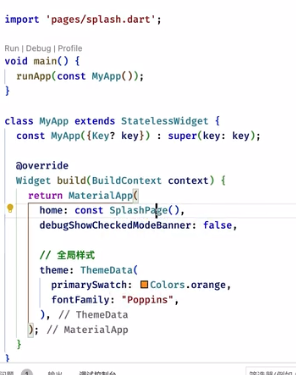 import 'pages/splash.dart';
Run | Debug | Profile
void main() {
runApp(const MyApp());
}
class MyApp extends StatelessWidget {
const MyApp({Key? key}) : super(key: key);
@override
Widget build(BuildContext context) {
return MaterialApp(
home: const SplashPage(),
debugShowCheckedModeBanner: false,
// 全局样式
theme: ThemeData(
primarySwatch: Colors.orange,
fontFamily: "Poppins",
), // ThemeData
); // MaterialApp
}
}